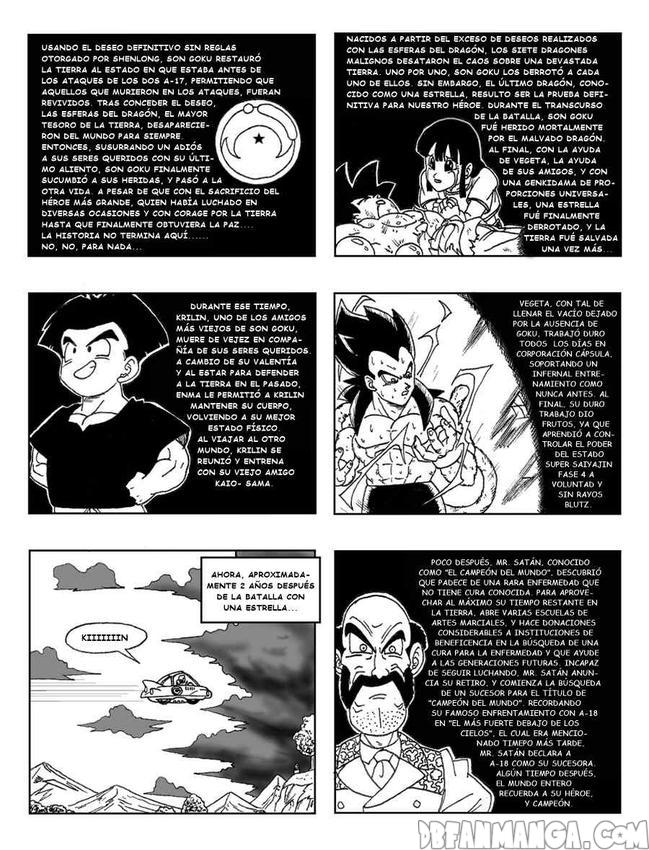 NACIDOS A PARTIR DEL EXCESO DE DESEOS REALIZADOS
CON LAS ESFERAS DEL DRAGÓN, LOS SIETE DRAGONES
MALIGNOS DESATARON EL CAOS SOBRE UNA DEVASTADA
TIERRA. UNO POR UNO, SON GOKU LOS DERROTÓ A CADA
UNO DE ELLOS. SIN EMBARGO, EL ÚLTIMO DRAGÓN, CONO-
CIDO COMO UNA ESTRELLA, RESULTO SER LA PRUEBA DEFI-
NITIVA PARA NUESTRO HÉROE. DURANTE EL TRANSCURSO
DE LA BATALLA, SON GOKU
FUÉ HERIDO MORTALMENTE
POR EL MALVADO DRAGÓN.
AL FINAL, CON LA AYUDA
DE VEGETA, LA AYUDA
DE SUS AMIGOS, Y CON
UNA GENKIDAMA DE PRO-
PORCIONES UNIVERSA-
LES, UNA ESTRELLA
FUÉ FINALMENTE
DERROTADO, Y LA
TIERRA FUÉ SALVADA
UNA VEZ MÁS...
USANDO EL DESEO DEFINITIVO SIN REGLAS
OTORGADO POR SHENLONG, SON GOKU RESTAURÓ
LA TIERRA AL ESTADO EN QUE ESTABA ANTES DE
LOS ATAQUES DE LOS DOS A-17, PERMITIENDO QUE
AQUELLOS QUE MURIERON EN LOS ATAQUES, FUERAN
REVIVIDOS. TRAS CONCEDER EL DESEO,
LAS ESFERAS DEL DRAGÓN, EL MAYOR
TESORO DE LA TIERRA, DESAPARECIE-
RON DEL MUNDO PARA SIEMPRE.
ENTONCES, SUSURRANDO UN ADIÓS
A SUS SERES QUERIDOS CON SU ÚLTI-
MO ALIENTO, SON GOKU FINALMENTE
SUCUMBIÓ A SUS HERIDAS, Y PASÓ A LA
OTRA VIDA. A PESAR DE QUE CON EL SACRIFICIO DEL
HÉROE MÁS GRANDE, QUIEN HABÍA LUCHADO EN
DIVERSAS OCASIONES Y CON CORAGE POR LA TIERRA
HASTA QUE FINALMENTE OBTUVIERA LA PAZ....
LA HISTORIA NO TERMINA AQUÍ......
NO, NO, PARA NADA...
VEGETA, CON TAL DE
LLENAR EL VACÍO DEJADO
POR LA AUSENCIA DE
GOKU, TRABAJÓ DURO
TODOS LOS DÍAS EN
CORPORACIÓN CÁPSULA,
SOPORTANDO UN
INFERNAL ENTRE-
NAMIENTO COMO
NUNCA ANTES. AL
FINAL, SU DURO
TRABAJO DIO
FRUTOS, YA QUE
APRENDIÓ A CON-
TROLAR EL PODER
DEL ESTADO
SUPER SAIYAJIN
FASE 4 A
VOLUNTAD Y
SIN RAYOS
BLUTZ.
DURANTE ESE TIEMPO,
KRILIN, UNO DE LOS AMIGOS
MÁS VIEJOS DE SON GOKU,
MUERE DE VEJEZ EN COMPA-
ÑÍA DE SUS SERES QUERIDOS.
A CAMBIO DE SU VALENTÍA
Y AL ESTAR PARA DEFENDER
A LA TIERRA EN EL PASADO,
ENMA LE PERMITIÓ A KRILIN
MANTENER SU CUERPO,
VOLVIENDO A SU MEJOR
ESTADO FÍSICO.
AL VIAJAR AL OTRO
MUNDO, KRILIN SE
REUNIÓ Y ENTRENA
CON SU VIEJO AMIGO
KAIO- SAMA.
POCO DESPUÉS, MR. SATÁN, CONOCIDO
COMO "EL CAMPEÓN DEL MUNDO", DESCUBRIÓ
QUE PADECE DE UNA RARA ENFERMEDAD QUE
NO TIENE CURA CONOCIDA. PARA APROVE-
CHAR AL MÁXIMO SU TIEMPO RESTANTE EN
LA TIERRA, ABRE VARIAS ESCUELAS DE
ARTES MARCIALES, Y HACE DONACIONES
CONSIDERABLES A INSTITUCIONES DE
BENEFICENCIA EN LA BÚSQUEDA DE UNA
CURA PARA LA ENFERMEDAD Y QUE AYUDE
A LAS GENERACIONES FUTURAS. INCAPAZ
DE SEGUIR LUCHANDO, MR. SATÁN ANUN-
CIA SU RETIRO, Y COMIENZA LA BÚSQUEDA
DE UN SUCESOR PARA EL TÍTULO DE
"CAMPEÓN DEL MUNDO". RECORDANDO
SU FAMOSO ENFRENTAMIENTO CON A-18
EN "EL MÁS FUERTE DEBAJO DE LOS
CIELOS", EL CUAL ERA MENCIO-
NADO TIMEPO MÁS TARDE,
MR. SATÁN DECLARA A
A-18 COMO SU SUCESORA.
ALGÚN TIEMPO DESPUÉS,
EL MUNDO ENTERO
RECUERDA A SU HÉROE,
Y CAMPEÓN.
AHORA, APROXIMADA-
MENTE 2 AÑOS DESPUÉS
DE LA BATALLA CON
UNA ESTRELLA...
KIIIIIIIN
DBFANMANGA.COM